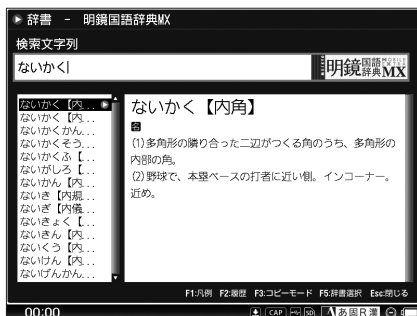 辞書 － 明鏡国語辞典MX
検索文字列
ないかく
明鏡国語辞典MX
ないかく【内...
ないかく【内...
ないかくかん...
ないかくそう...
ないかくふ【...
ないがしろ【...
ないかん【内...
ないき【内規...
ないぎ【内儀...
ないきょく【...
ないきん【内...
ないくう【内...
ないけん【内...
ないげんかん...
ないかく【内角】
名
(1)多角形の隣り合った二辺がつくる角のうち、多角形の
内部の角。
(2)野球で、本塁ベースの打者に近い側。インコーナー。
近め。
F1:凡例 F2:履歴 F3:コピーモード F5:辞書選択 Esc:閉じる
00:00
CAP SD あ固R漢